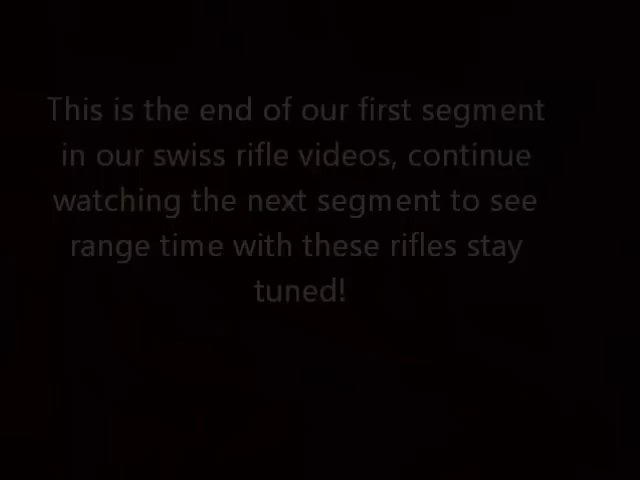 This is the end of our first segment
in our swiss rifle videos, continue
watching the next segment to see
range time with these rifles stay
tuned!